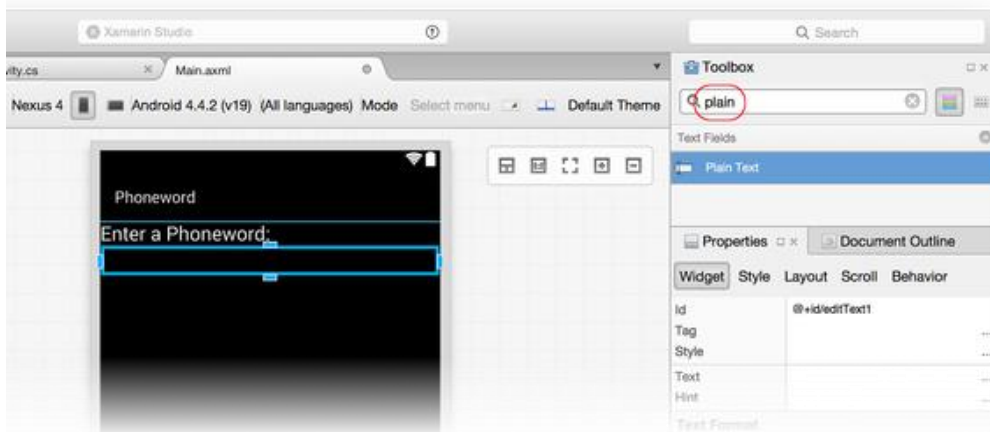 Xamarin Studio
Search
vity.cs
Main.axml
Toolbox
Nexus 4 Android 4.4.2 (v19) (All languages) Mode Select menu Default Theme
plain
Text Fields
Plain Text
Phoneword
Enter a Phoneword:
Properties Document Outline
Widget Style Layout Scroll Behavior
Id @+id/editText1
Tag ...
Style ...
Text ...
Hint ...
Text Format